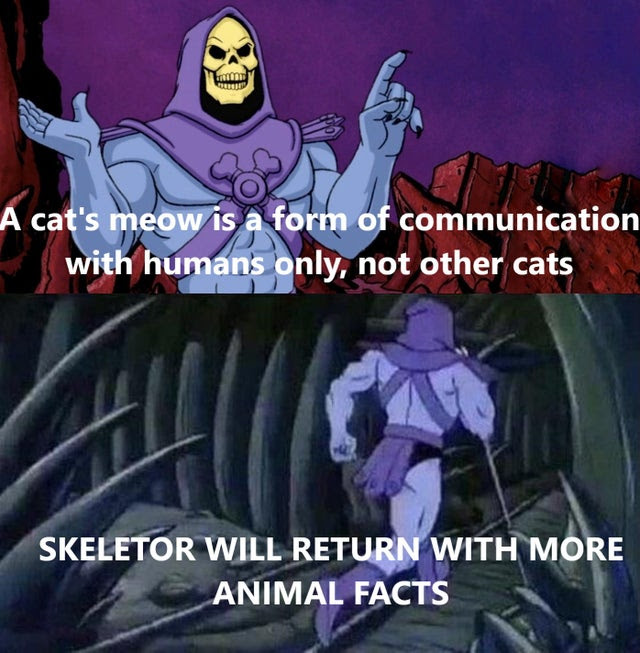 A cat's meow is a form of communication
with humans only, not other cats
SKELETOR WILL RETURN WITH MORE
ANIMAL FACTS